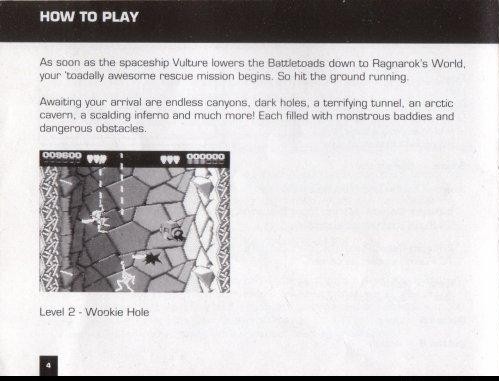 HOW TO PLAY
As soon as the spaceship Vulture lowers the Battletoads down to Ragnarok's World,
your 'toadally awesome rescue mission begins. So hit the ground running.
Awaiting your arrival are endless canyons, dark holes, a terrifying tunnel, an arctic
cavern, a scalding inferno and much more! Each filled with monstrous baddies and
dangerous obstacles.
009600 000000
Level 2 - Wookie Hole
4